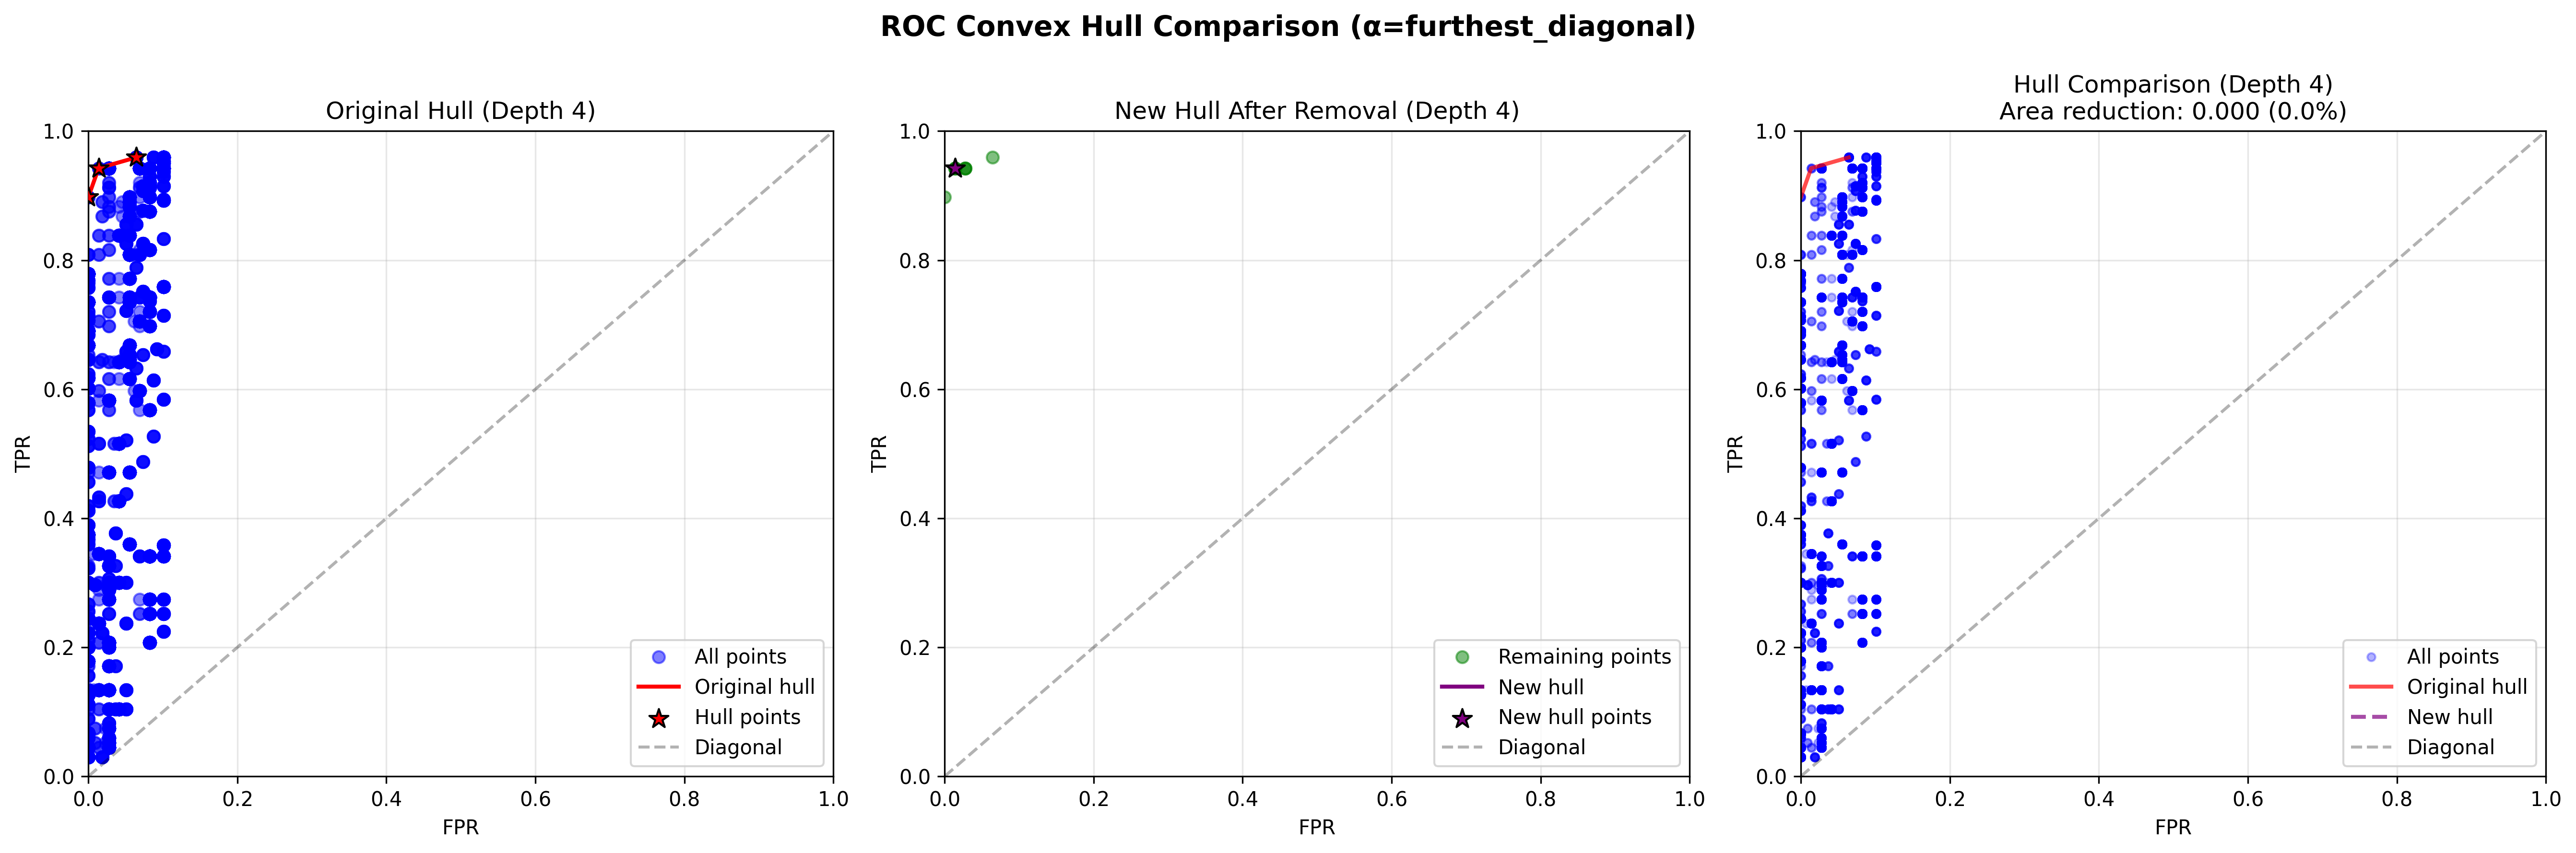 ROC Convex Hull Comparison (α=furthest_diagonal)
Original Hull (Depth 4)
1.0
0.8
0.6
0.4
0.2
0.0
TPR
0.0 0.2 0.4 0.6 0.8 1.0
FPR
All points
Original hull
Hull points
Diagonal
New Hull After Removal (Depth 4)
1.0
0.8
0.6
0.4
0.2
0.0
TPR
0.0 0.2 0.4 0.6 0.8 1.0
FPR
Remaining points
New hull
New hull points
Diagonal
Hull Comparison (Depth 4)
Area reduction: 0.000 (0.0%)
1.0
0.8
0.6
0.4
0.2
0.0
TPR
0.0 0.2 0.4 0.6 0.8 1.0
FPR
All points
Original hull
New hull
Diagonal